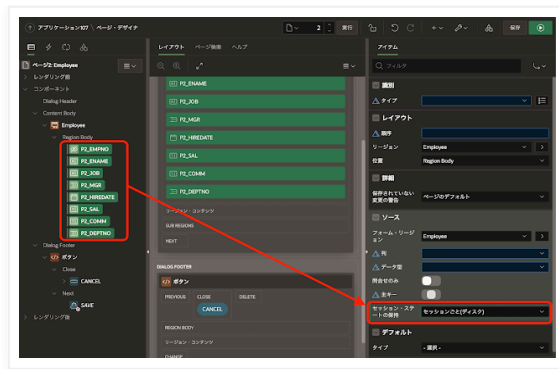 アプリケーション107 \ ページ・デザイナ
2
実行
保存
ページ2: Employee
レンダリング前
コンポーネント
Dialog Header
Content Body
Employee
Region Body
P2_EMPNO
P2_ENAME
P2_JOB
P2_MGR
P2_HIREDATE
P2_SAL
P2_COMM
P2_DEPTNO
Dialog Footer
ボタン
Close
CANCEL
Next
SAVE
レンダリング後
レイアウト
ページ検索
ヘルプ
P2_ENAME
P2_JOB
P2_MGR
P2_HIREDATE
P2_SAL
P2_COMM
P2_DEPTNO
リージョン・コンテンツ
SUB REGIONS
NEXT
DIALOG FOOTER
ボタン
PREVIOUS
CLOSE
DELETE
CANCEL
REGION BODY
リージョン・コンテンツ
CHANGE
アイテム
フィルタ
識別
タイプ
レイアウト
順序
リージョン
Employee
位置
Region Body
詳細
保存されていない
変更の警告
ページのデフォルト
ソース
フォーム・リージ
ョン
Employee
列
データ型
問合せのみ
主キー
セッション・ステ
ートの保持
セッションごと(ディスク)
デフォルト
タイプ
- 選択 -